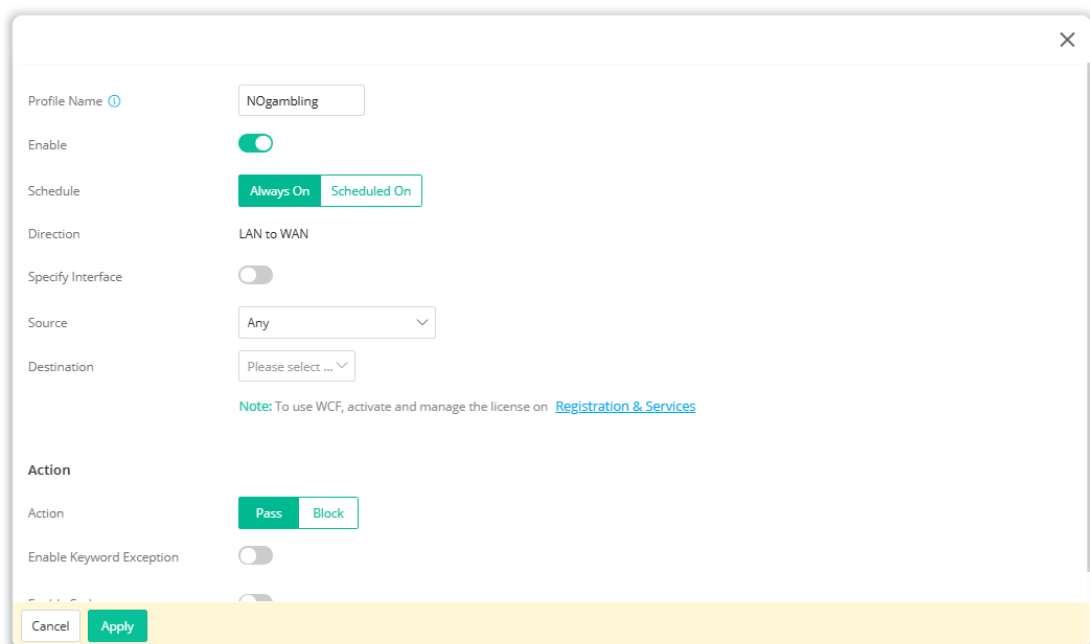 Profile Name
NOgambling
Enable
Schedule
Always On Scheduled On
Direction
LAN to WAN
Specify Interface
Source
Any
Destination
Please select ...
Note: To use WCF, activate and manage the license on Registration & Services
Action
Action
Pass Block
Enable Keyword Exception
Cancel Apply